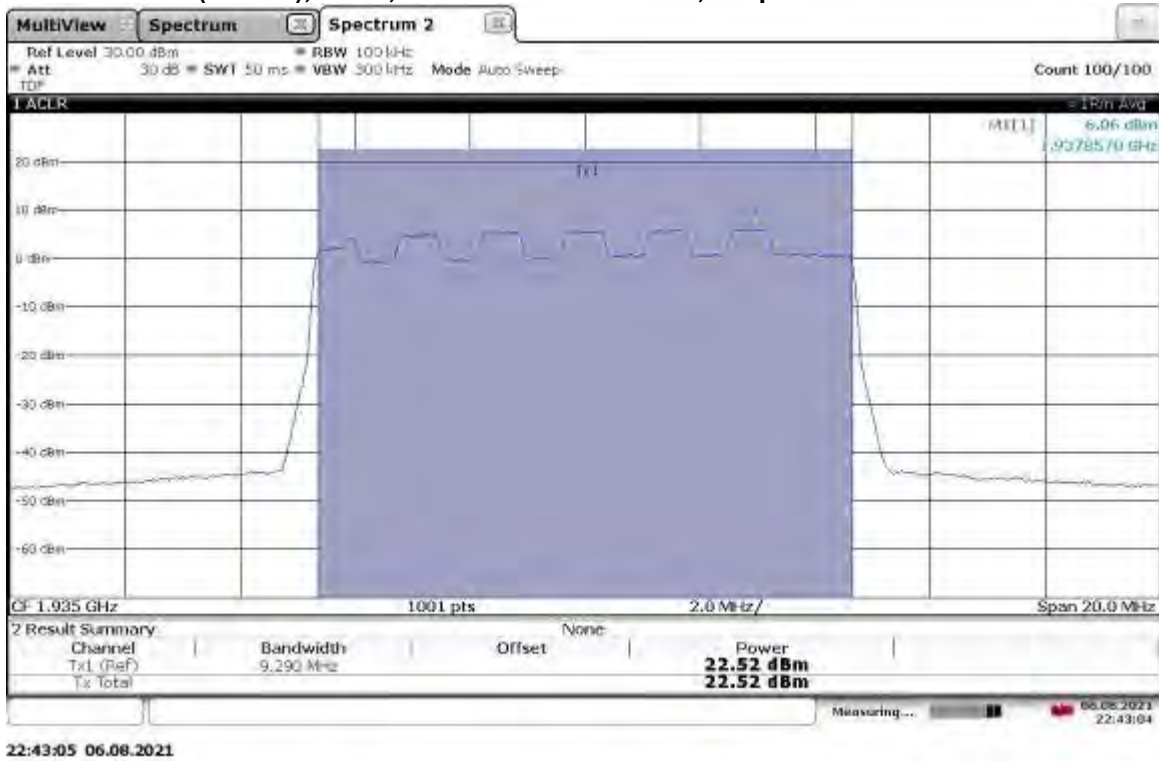 MultiView Spectrum Spectrum 2
Ref Level 30.00 dBm RBW 100 kHz
Att 30 dB SWT 50 ms VBW 300 kHz Mode Auto Sweep Count 100/100
TDF
1 ACLR 1Rm Avg
M1[1] 6.06 dBm
1.9378570 GHz
20 dBm
Tx1
10 dBm
0 dBm
-10 dBm
-20 dBm
-30 dBm
-40 dBm
-50 dBm
-60 dBm
CF 1.935 GHz 1001 pts 2.0 MHz/ Span 20.0 MHz
2 Result Summary None
Channel Bandwidth Offset Power
Tx1 (Ref) 9.290 MHz 22.52 dBm
Tx Total 22.52 dBm
Measuring... 06.08.2021
22:43:04
22:43:05 06.08.2021